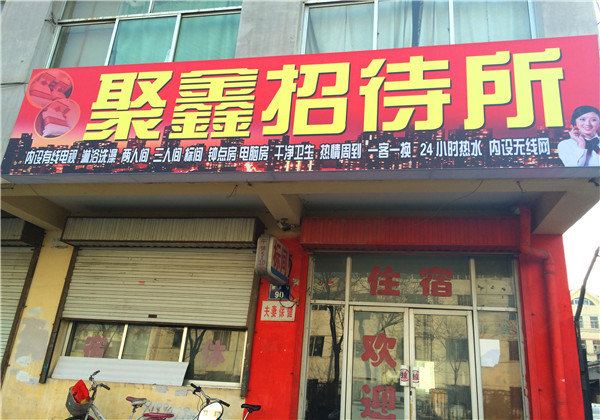 聚鑫招待所
内设有线电视 淋浴洗澡 两人间 三人间 标间 钟点房 电脑房 干净卫生 热情周到 一客一换 24小时热水 内设无线网
90
夫妻保健
住宿
欢迎